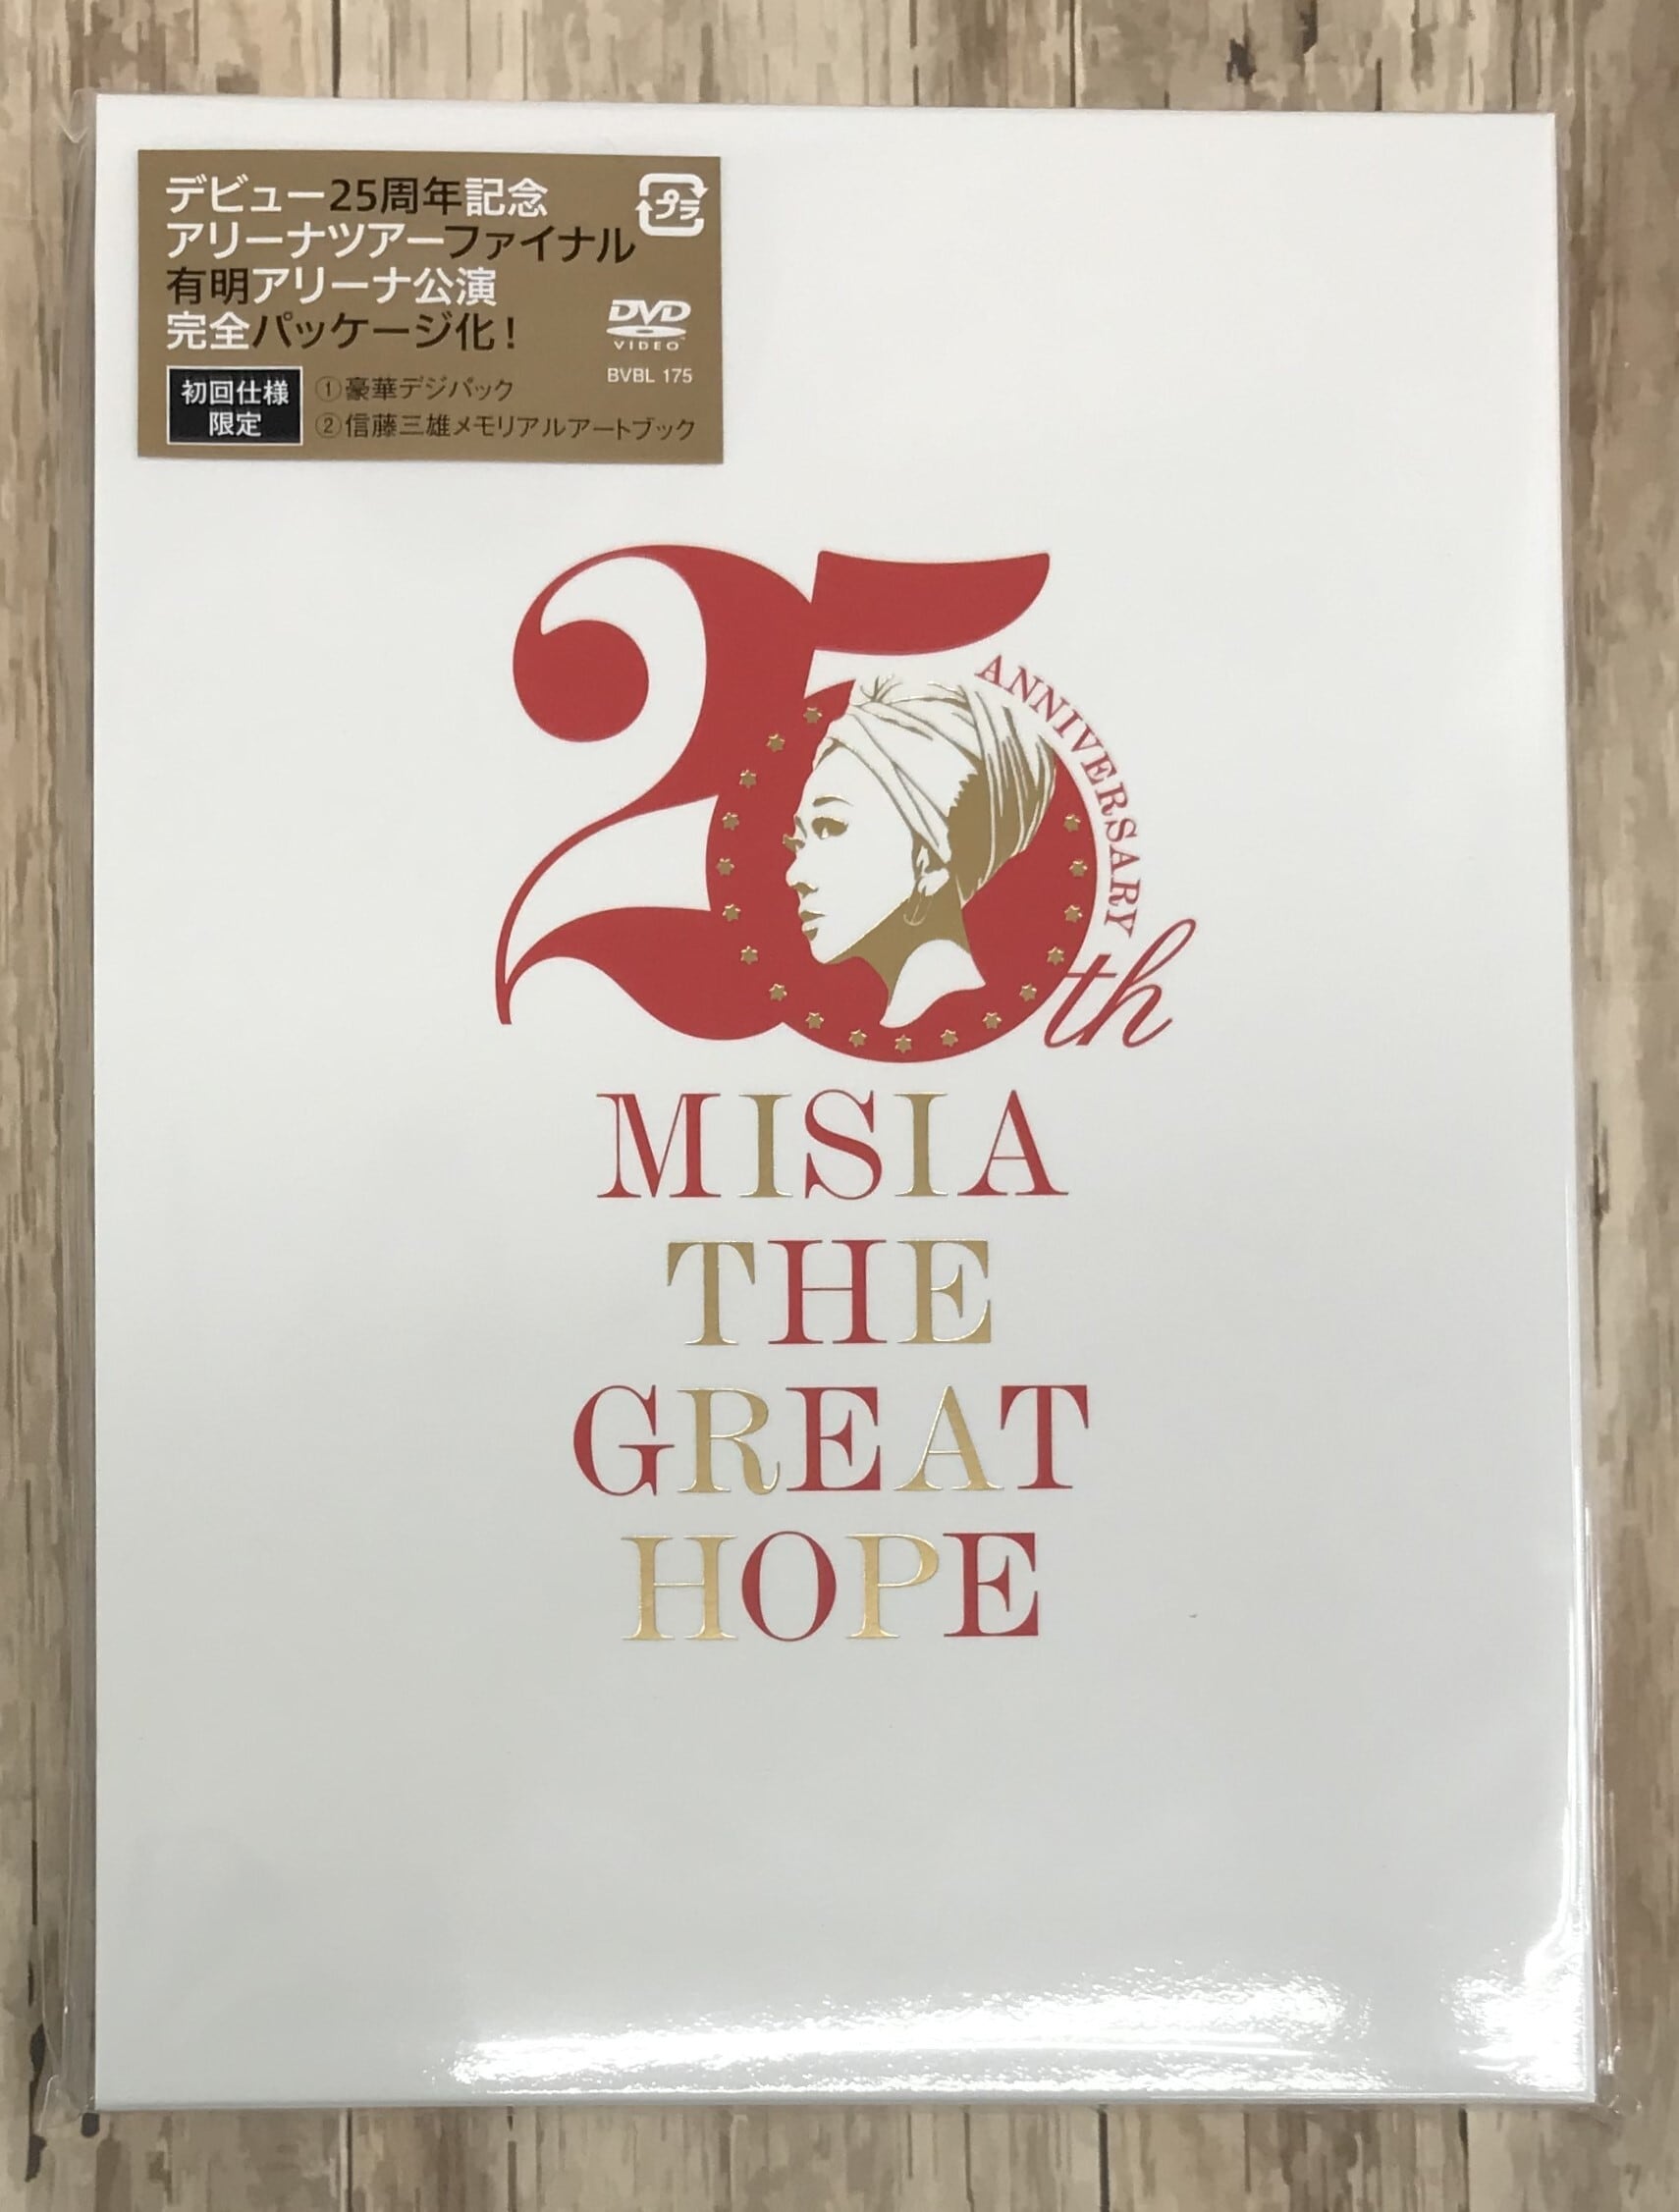 デビュー25周年記念
アリーナツアーファイナル
有明アリーナ公演
完全パッケージ化!
プラ
DVD
VIDEO
BVBL 175
初回仕様
限定
①豪華デジパック
②信藤三雄メモリアルアートブック
25th
ANNIVERSARY
MISIA
THE
GREAT
HOPE